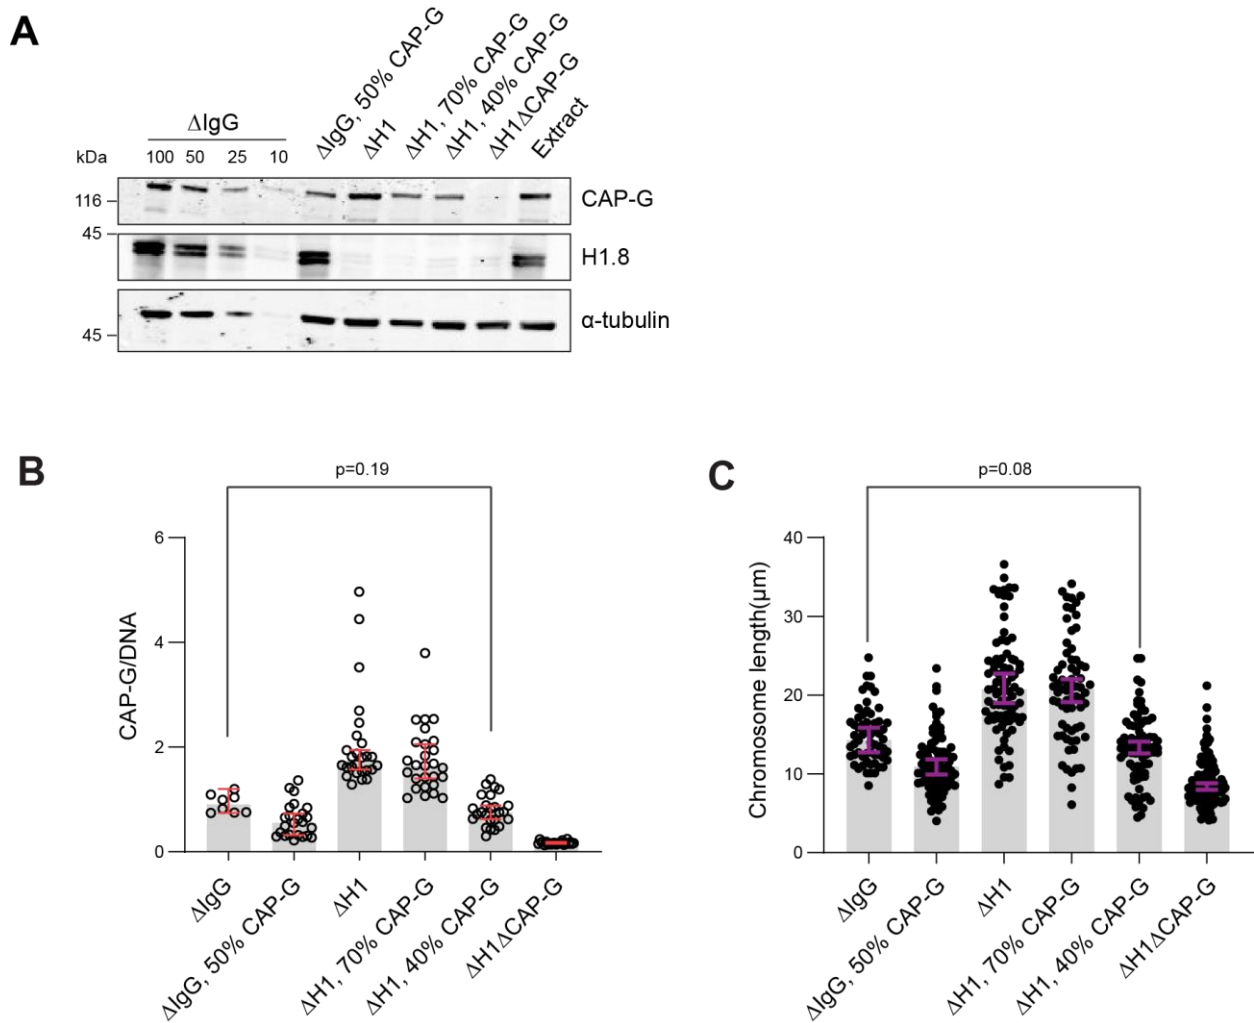 A
ΔIgG
ΔIgG, 50% CAP-G
ΔH1
ΔH1, 70% CAP-G
ΔH1, 40% CAP-G
ΔH1ΔCAP-G
Extract
kDa
100 50 25 10
116
CAP-G
45
H1.8
α-tubulin
45
B
p=0.19
6
4
2
0
CAP-G/DNA
ΔIgG
ΔIgG, 50% CAP-G
ΔH1
ΔH1, 70% CAP-G
ΔH1, 40% CAP-G
ΔH1ΔCAP-G
C
p=0.08
40
30
20
10
0
Chromosome length(μm)
ΔIgG
ΔIgG, 50% CAP-G
ΔH1
ΔH1, 70% CAP-G
ΔH1, 40% CAP-G
ΔH1ΔCAP-G